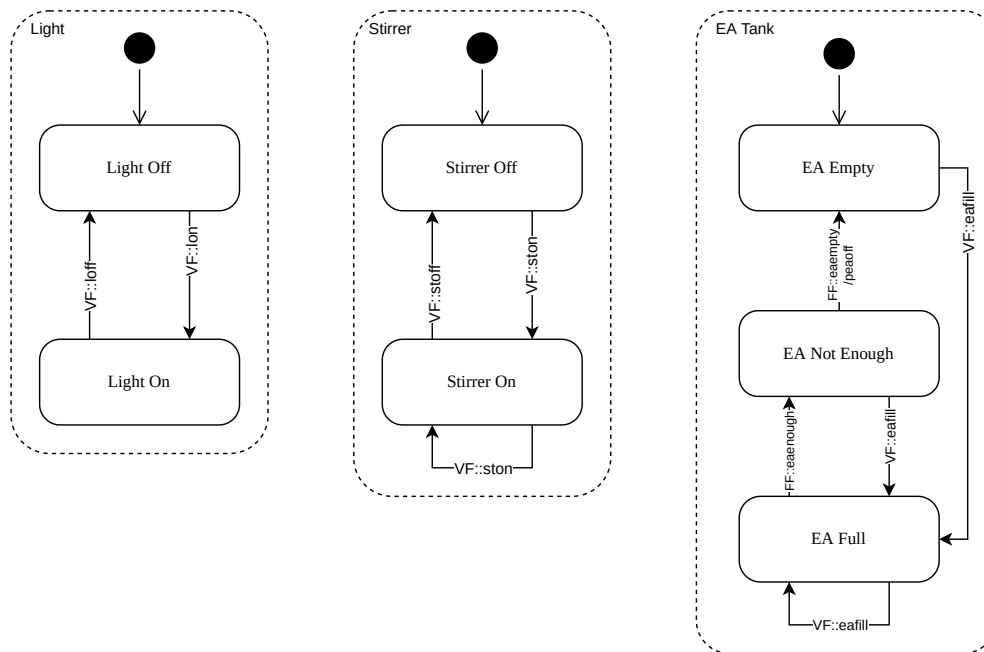 Light
Light Off
VF::loff
VF::lon
Light On
Stirrer
Stirrer Off
VF::stoff
VF::ston
Stirrer On
VF::ston
EA Tank
EA Empty
VF::eafill
FF::eaempty
/peaoff
EA Not Enough
FF::eaenough
VF::eafill
EA Full
VF::eafill